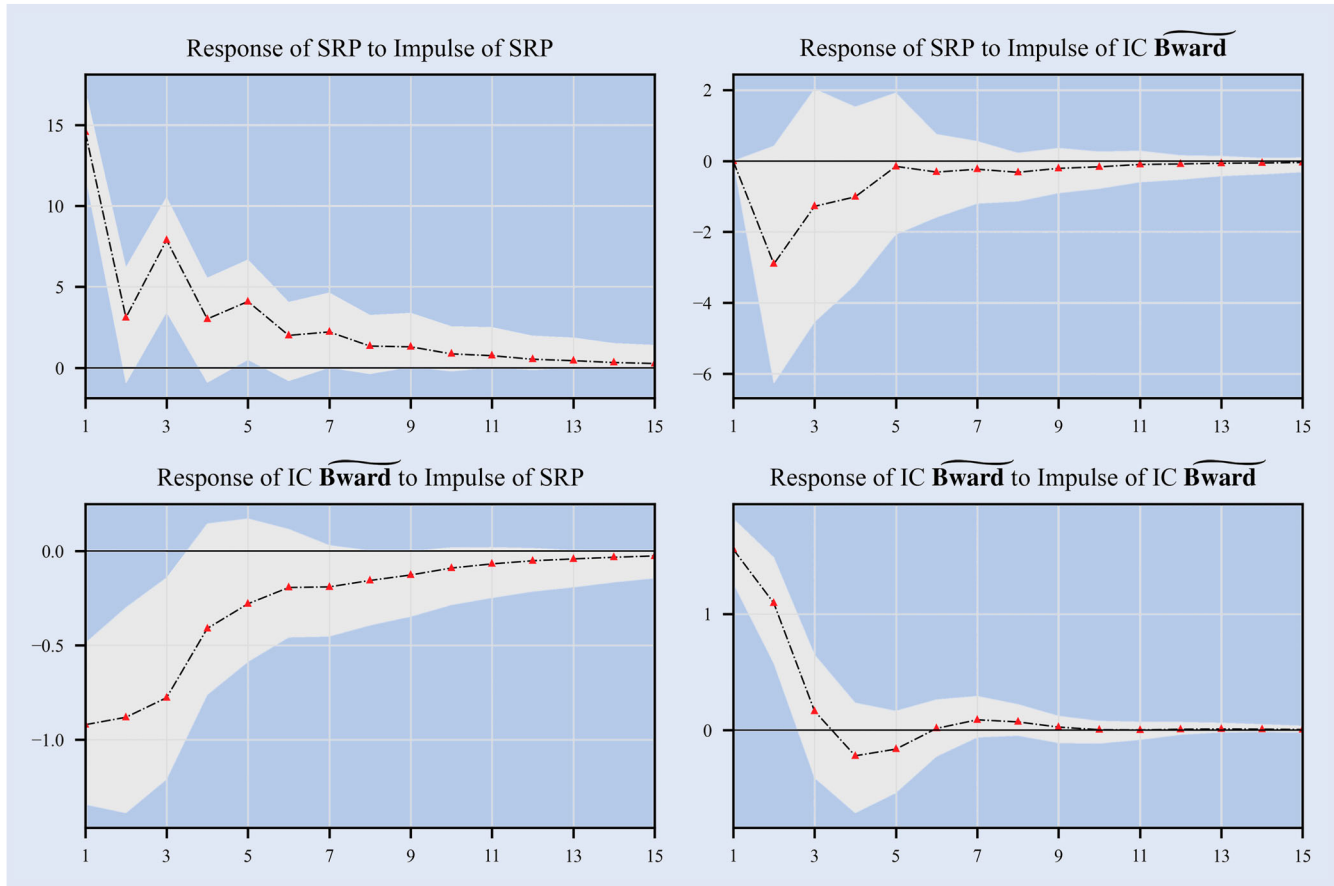 Response of SRP to Impulse of SRP
15
10
5
0
1 3 5 7 9 11 13 15
Response of SRP to Impulse of IC Bward
2
0
−2
−4
−6
1 3 5 7 9 11 13 15
Response of IC Bward to Impulse of SRP
0.0
−0.5
−1.0
1 3 5 7 9 11 13 15
Response of IC Bward to Impulse of IC Bward
1
0
1 3 5 7 9 11 13 15